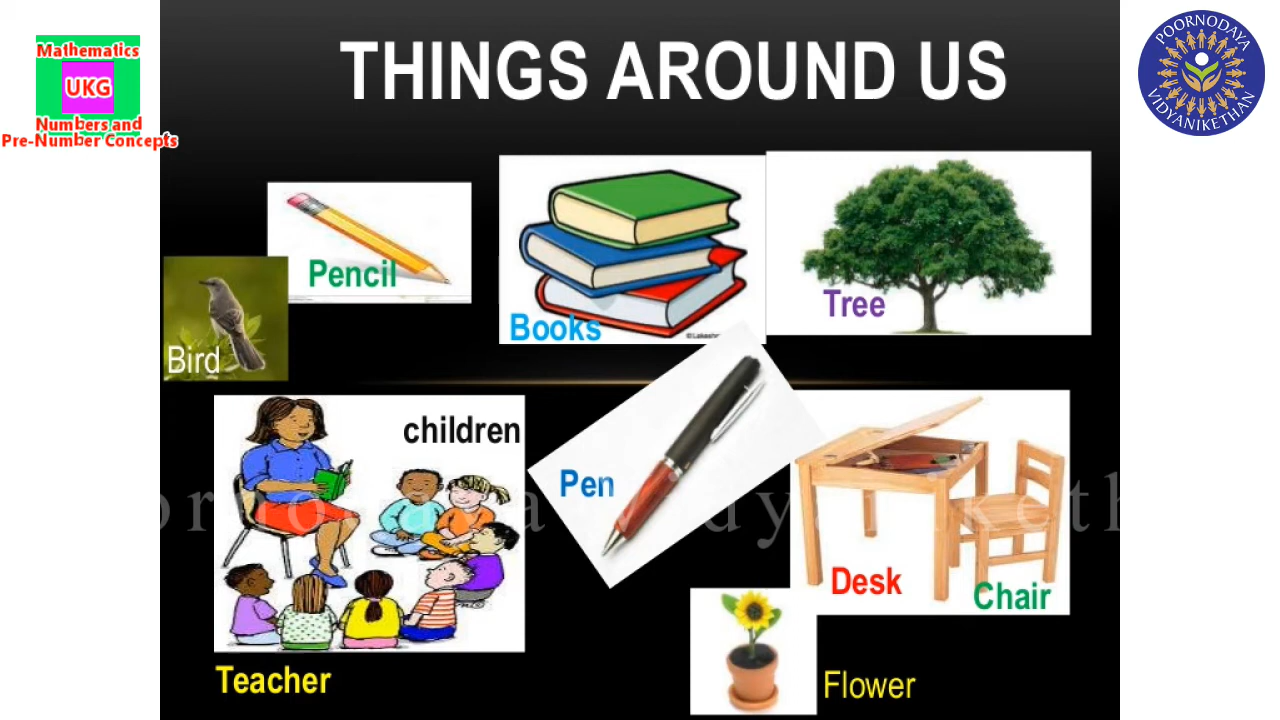 Mathematics
UKG
Numbers and
Pre-Number Concepts
THINGS AROUND US
POORNODAYA
VIDYANIKETHAN
Pencil
Books
Tree
Bird
children
Pen
Desk
Chair
Teacher
Flower